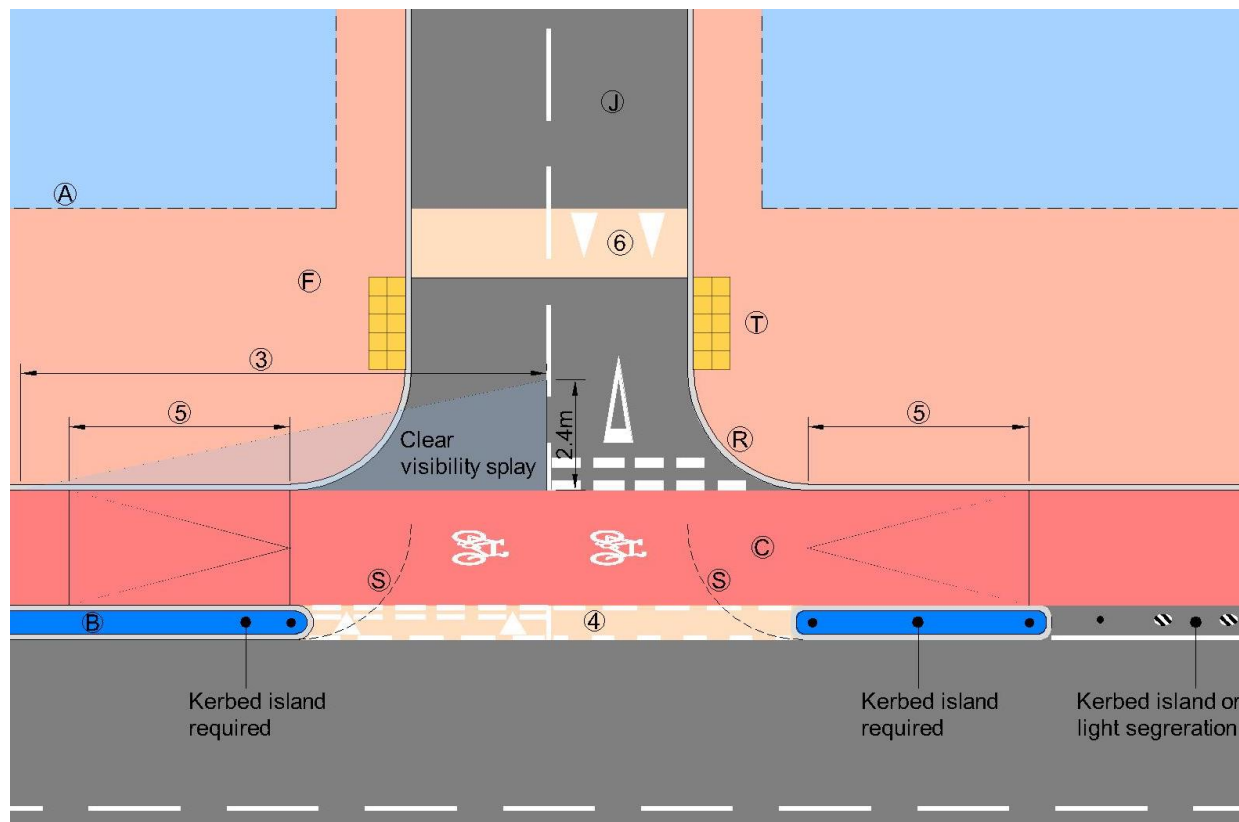 J
A
6
F
T
3
5
5
R
2.4m
Clear
visibility splay
C
S
S
B
4
Kerbed island
required
Kerbed island
required
Kerbed island or
light segreration